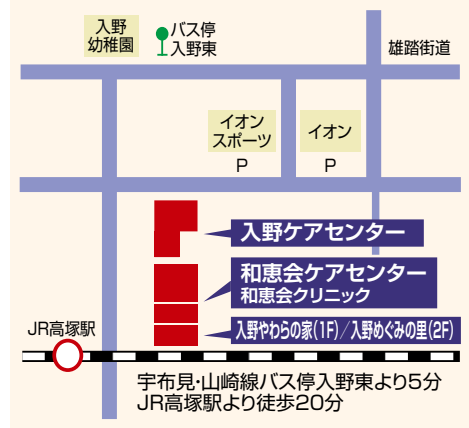 入野
幼稚園
バス停
入野東
雄踏街道
イオン
スポーツ
イオン
P
P
入野ケアセンター
和恵会ケアセンター
和恵会クリニック
入野やわらの家(1F)/入野めぐみの里(2F)
JR高塚駅
宇布見・山崎線バス停入野東より5分
JR高塚駅より徒歩20分